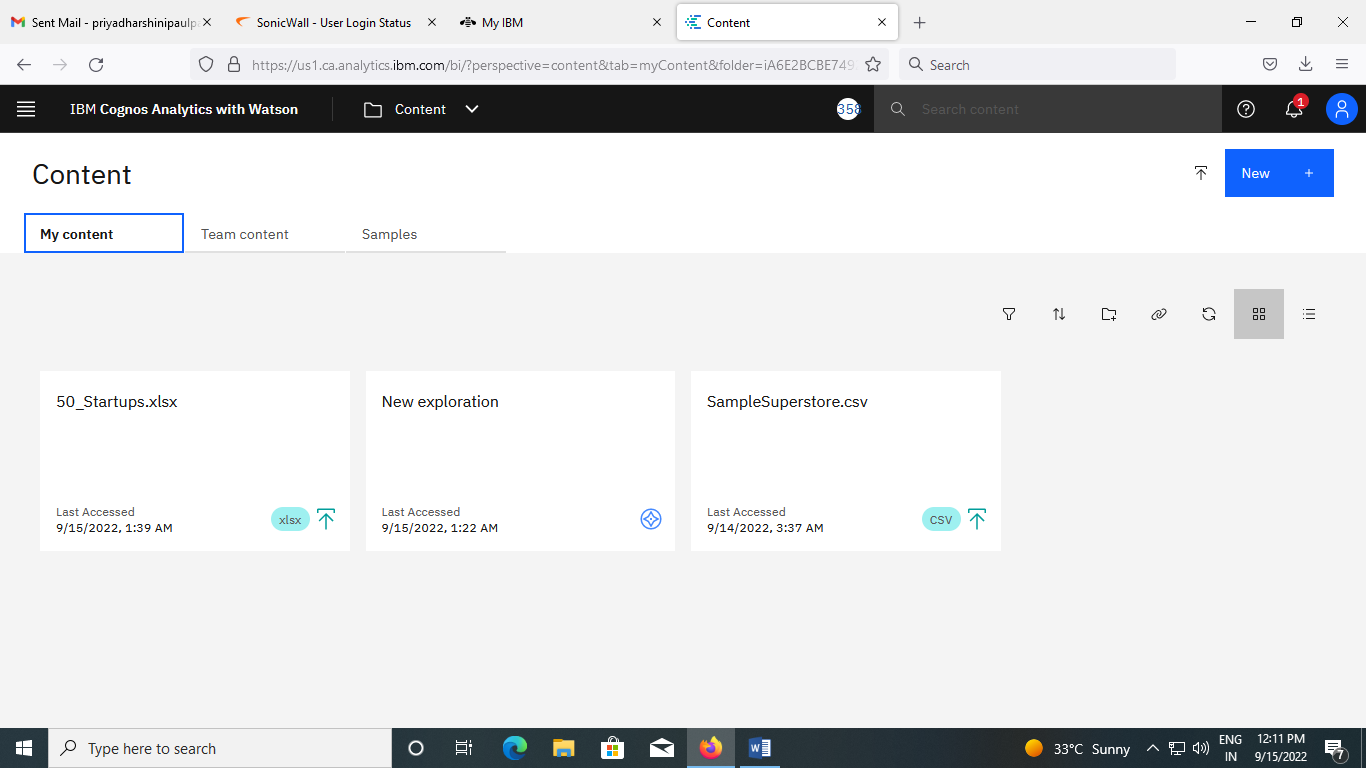 Sent Mail - priyadharshinipaulpa
SonicWall - User Login Status
My IBM
Content
https://us1.ca.analytics.ibm.com/bi/?perspective=content&tab=myContent&folder=iA6E2BCBE749
Search
IBM Cognos Analytics with Watson
Content
358
Search content
1
Content
New +
My content
Team content
Samples
50_Startups.xlsx
Last Accessed
9/15/2022, 1:39 AM
xlsx
New exploration
Last Accessed
9/15/2022, 1:22 AM
SampleSuperstore.csv
Last Accessed
9/14/2022, 3:37 AM
CSV
Type here to search
33°C Sunny
ENG
IN
12:11 PM
9/15/2022
7